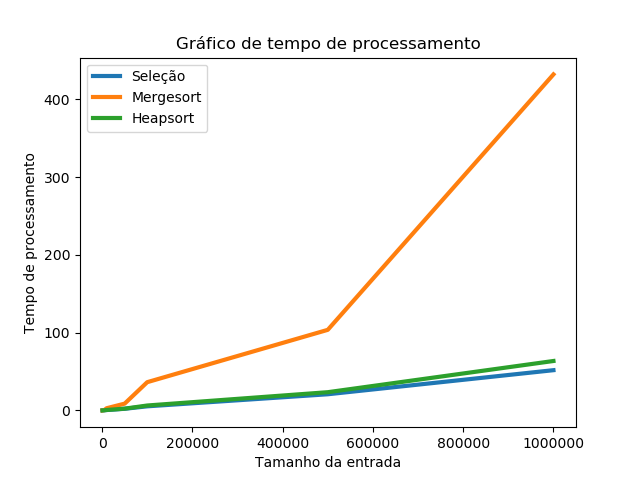 Gráfico de tempo de processamento
Seleção
Mergesort
Heapsort
Tempo de processamento
400
300
200
100
0
0 200000 400000 600000 800000 1000000
Tamanho da entrada